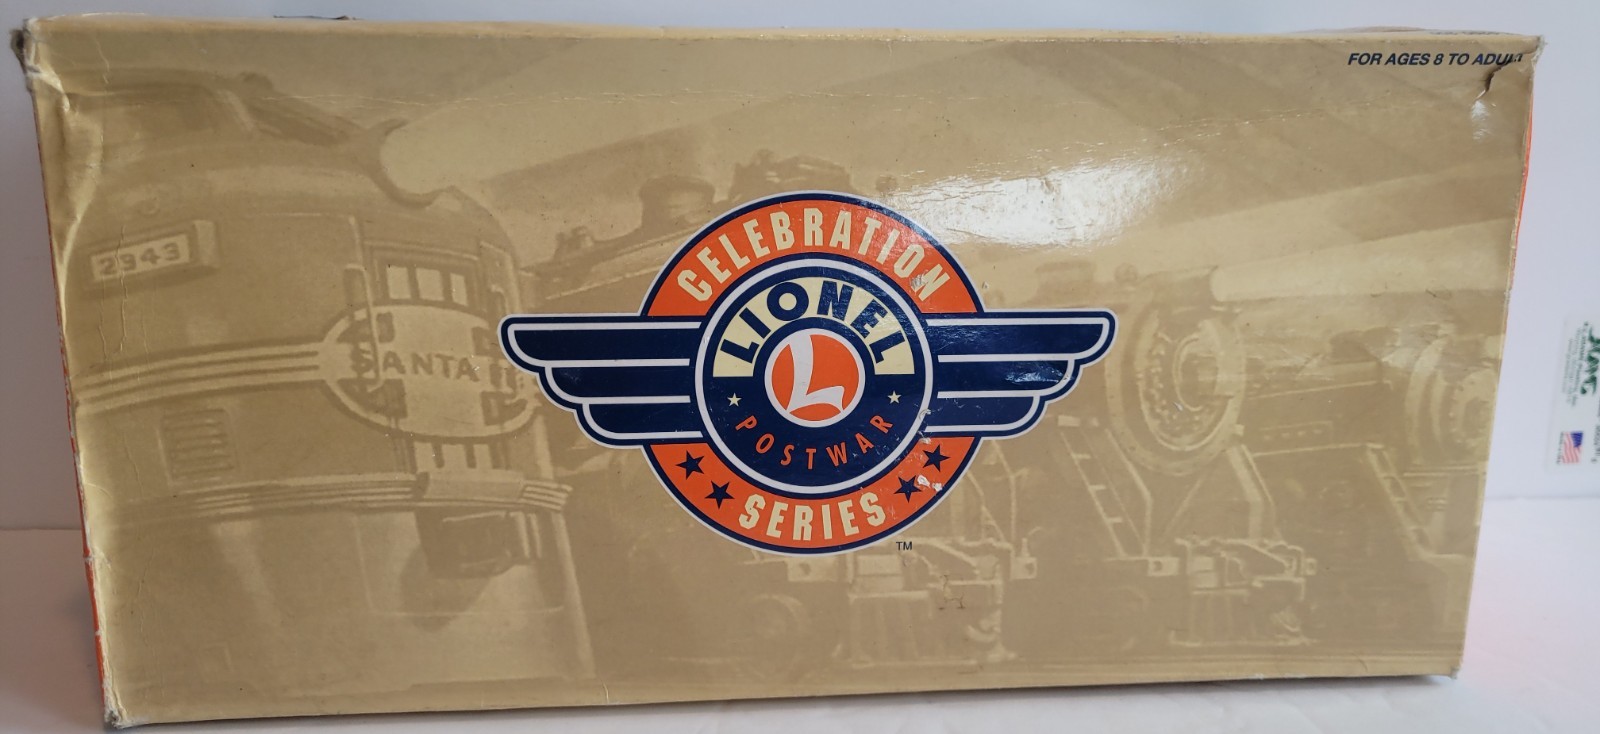 FOR AGES 8 TO ADULT
2943
SANTA
CELEBRATION
LIONEL
L
POSTWAR
SERIES
TM